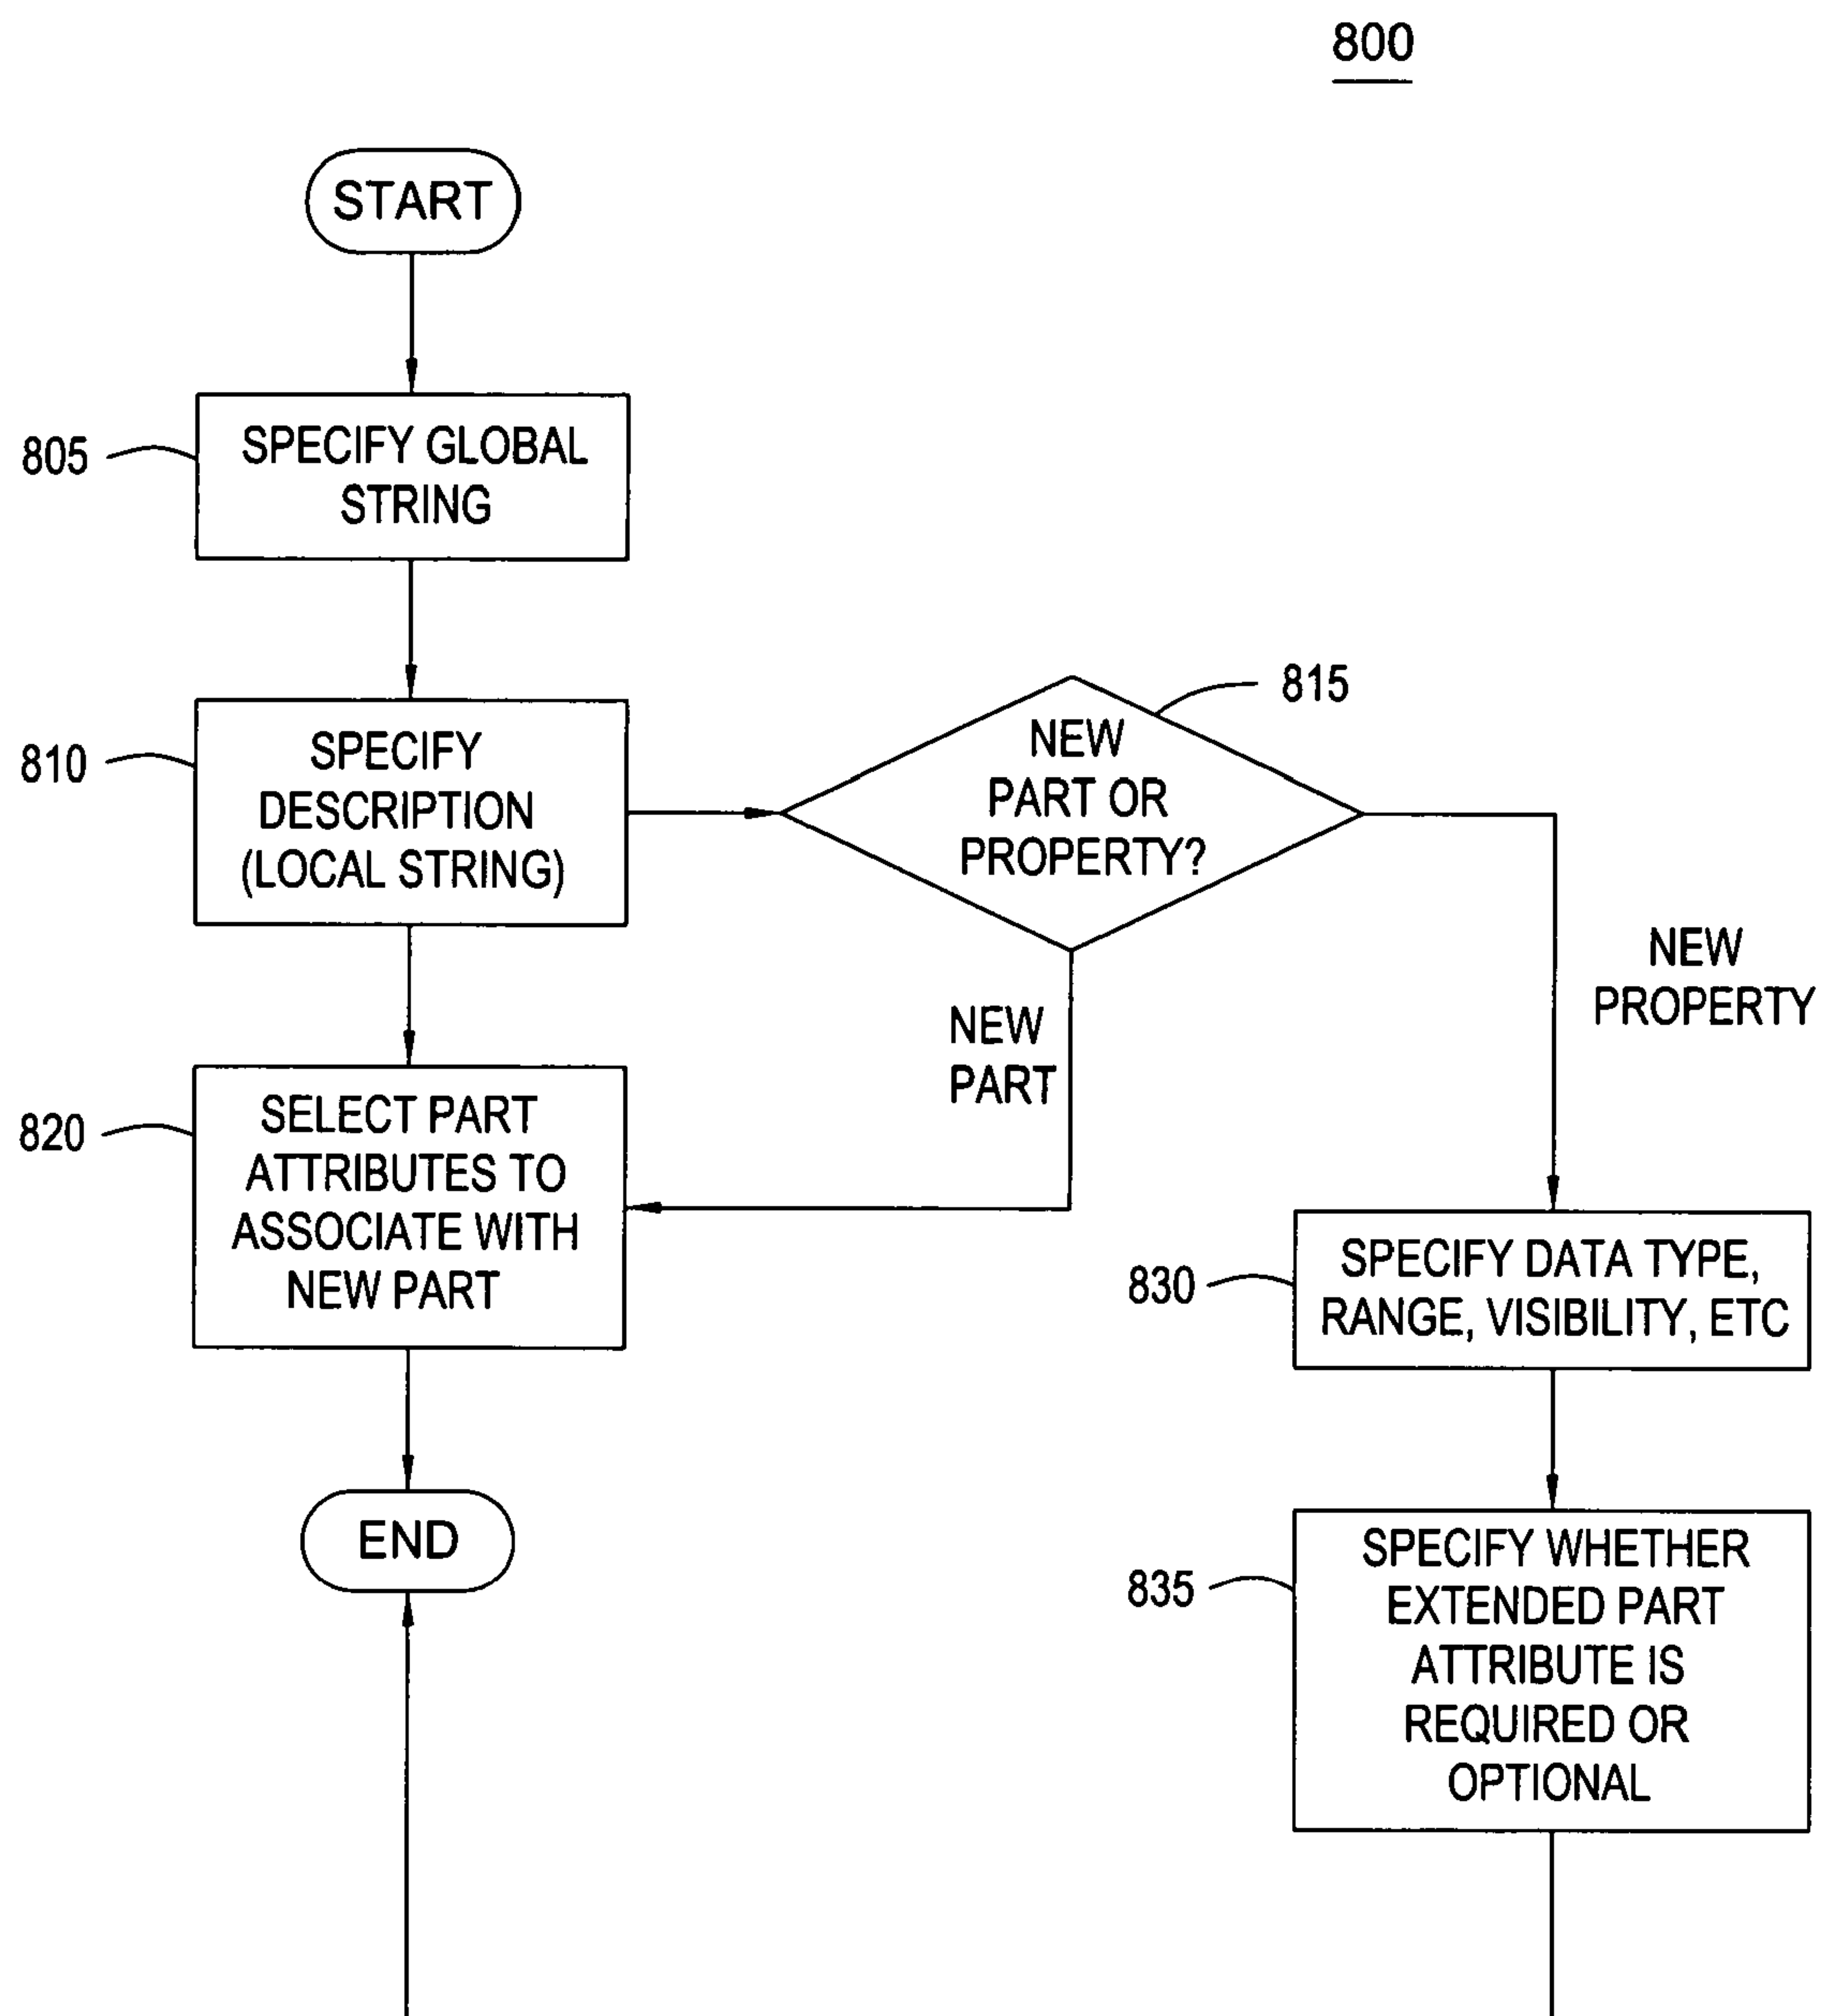 800
START
805
SPECIFY GLOBAL
STRING
810
SPECIFY
DESCRIPTION
(LOCAL STRING)
815
NEW
PART OR
PROPERTY?
NEW
PART
NEW
PROPERTY
820
SELECT PART
ATTRIBUTES TO
ASSOCIATE WITH
NEW PART
830
SPECIFY DATA TYPE,
RANGE, VISIBILITY, ETC
END
835
SPECIFY WHETHER
EXTENDED PART
ATTRIBUTE IS
REQUIRED OR
OPTIONAL